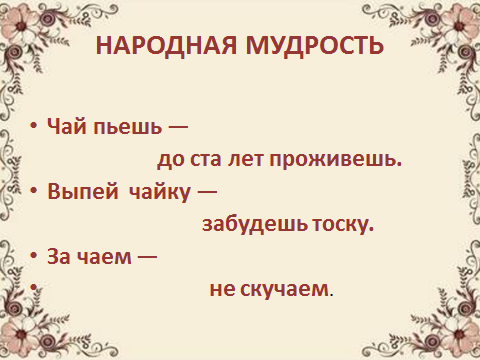 НАРОДНАЯ МУДРОСТЬ
• Чай пьешь —
до ста лет проживешь.
• Выпей чайку —
забудешь тоску.
• За чаем —
• не скучаем.